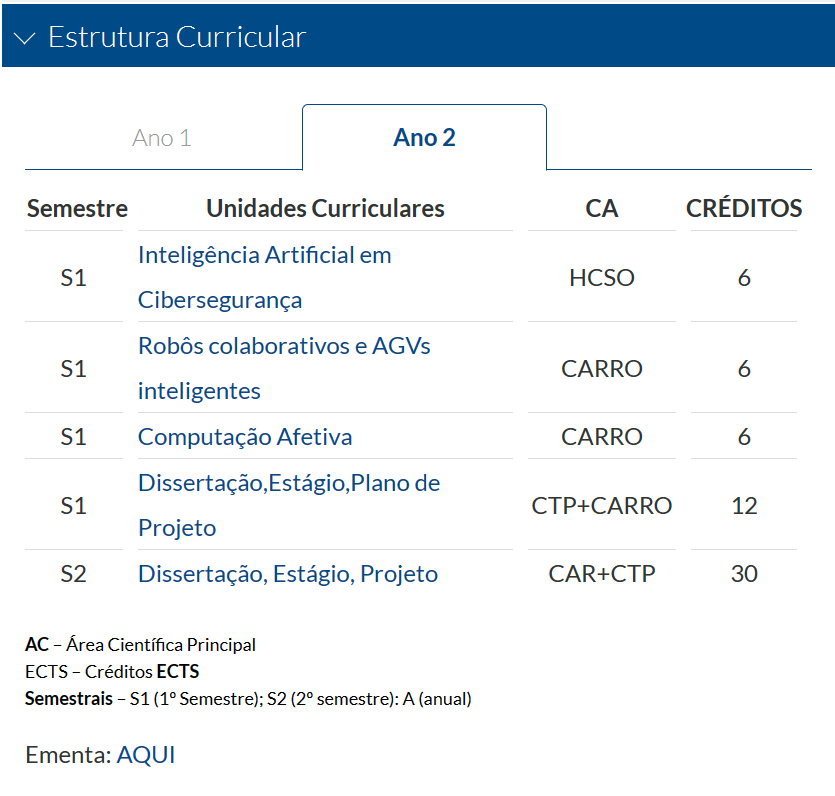 Estrutura Curricular
Ano 1 Ano 2
Semestre Unidades Curriculares CA CRÉDITOS
S1 Inteligência Artificial em Cibersegurança HCSO 6
S1 Robôs colaborativos e AGVs inteligentes CARRO 6
S1 Computação Afetiva CARRO 6
S1 Dissertação,Estágio,Plano de Projeto CTP+CARRO 12
S2 Dissertação, Estágio, Projeto CAR+CTP 30
AC – Área Científica Principal
ECTS – Créditos ECTS
Semestrais – S1 (1º Semestre); S2 (2º semestre): A (anual)
Ementa: AQUI